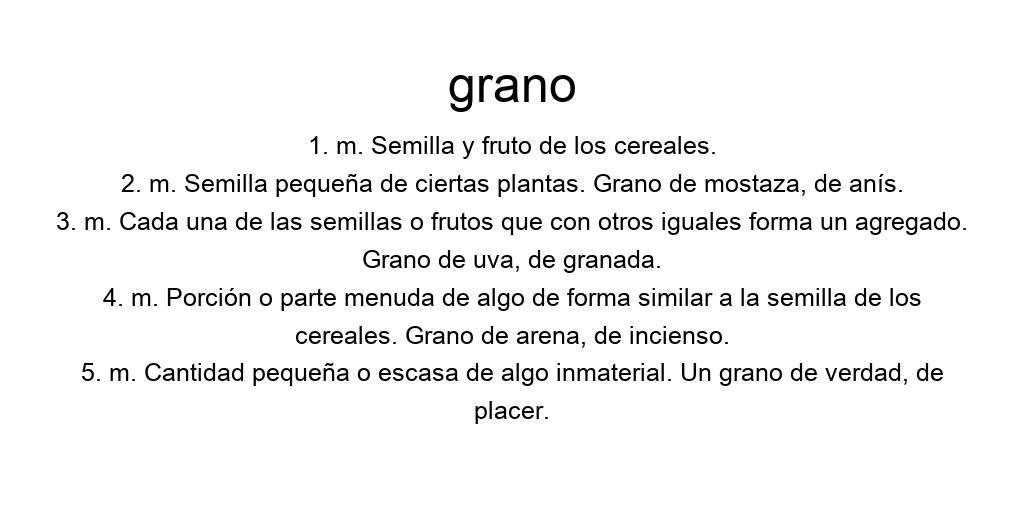 grano
1. m. Semilla y fruto de los cereales.
2. m. Semilla pequeña de ciertas plantas. Grano de mostaza, de anís.
3. m. Cada una de las semillas o frutos que con otros iguales forma un agregado.
Grano de uva, de granada.
4. m. Porción o parte menuda de algo de forma similar a la semilla de los
cereales. Grano de arena, de incienso.
5. m. Cantidad pequeña o escasa de algo inmaterial. Un grano de verdad, de
placer.